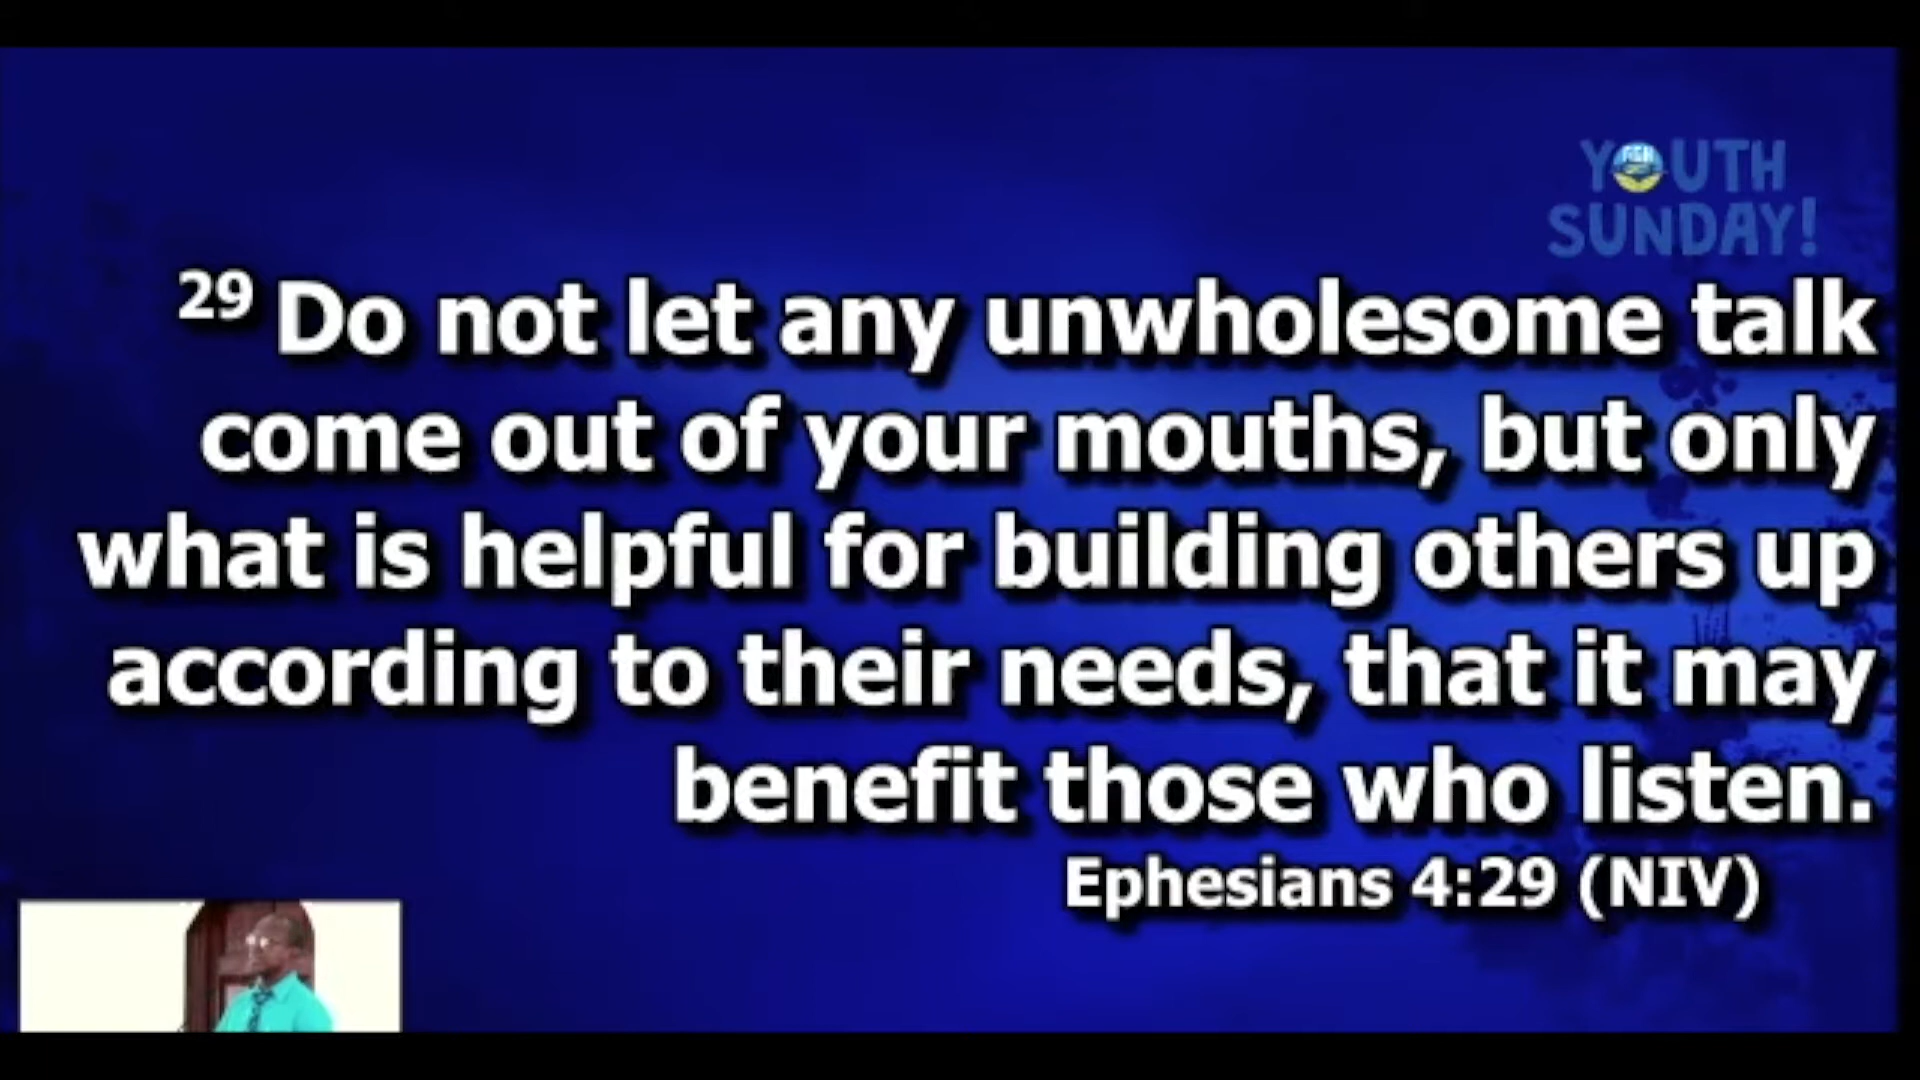 YOUTH
SUNDAY!
29 Do not let any unwholesome talk
come out of your mouths, but only
what is helpful for building others up
according to their needs, that it may
benefit those who listen.
Ephesians 4:29 (NIV)